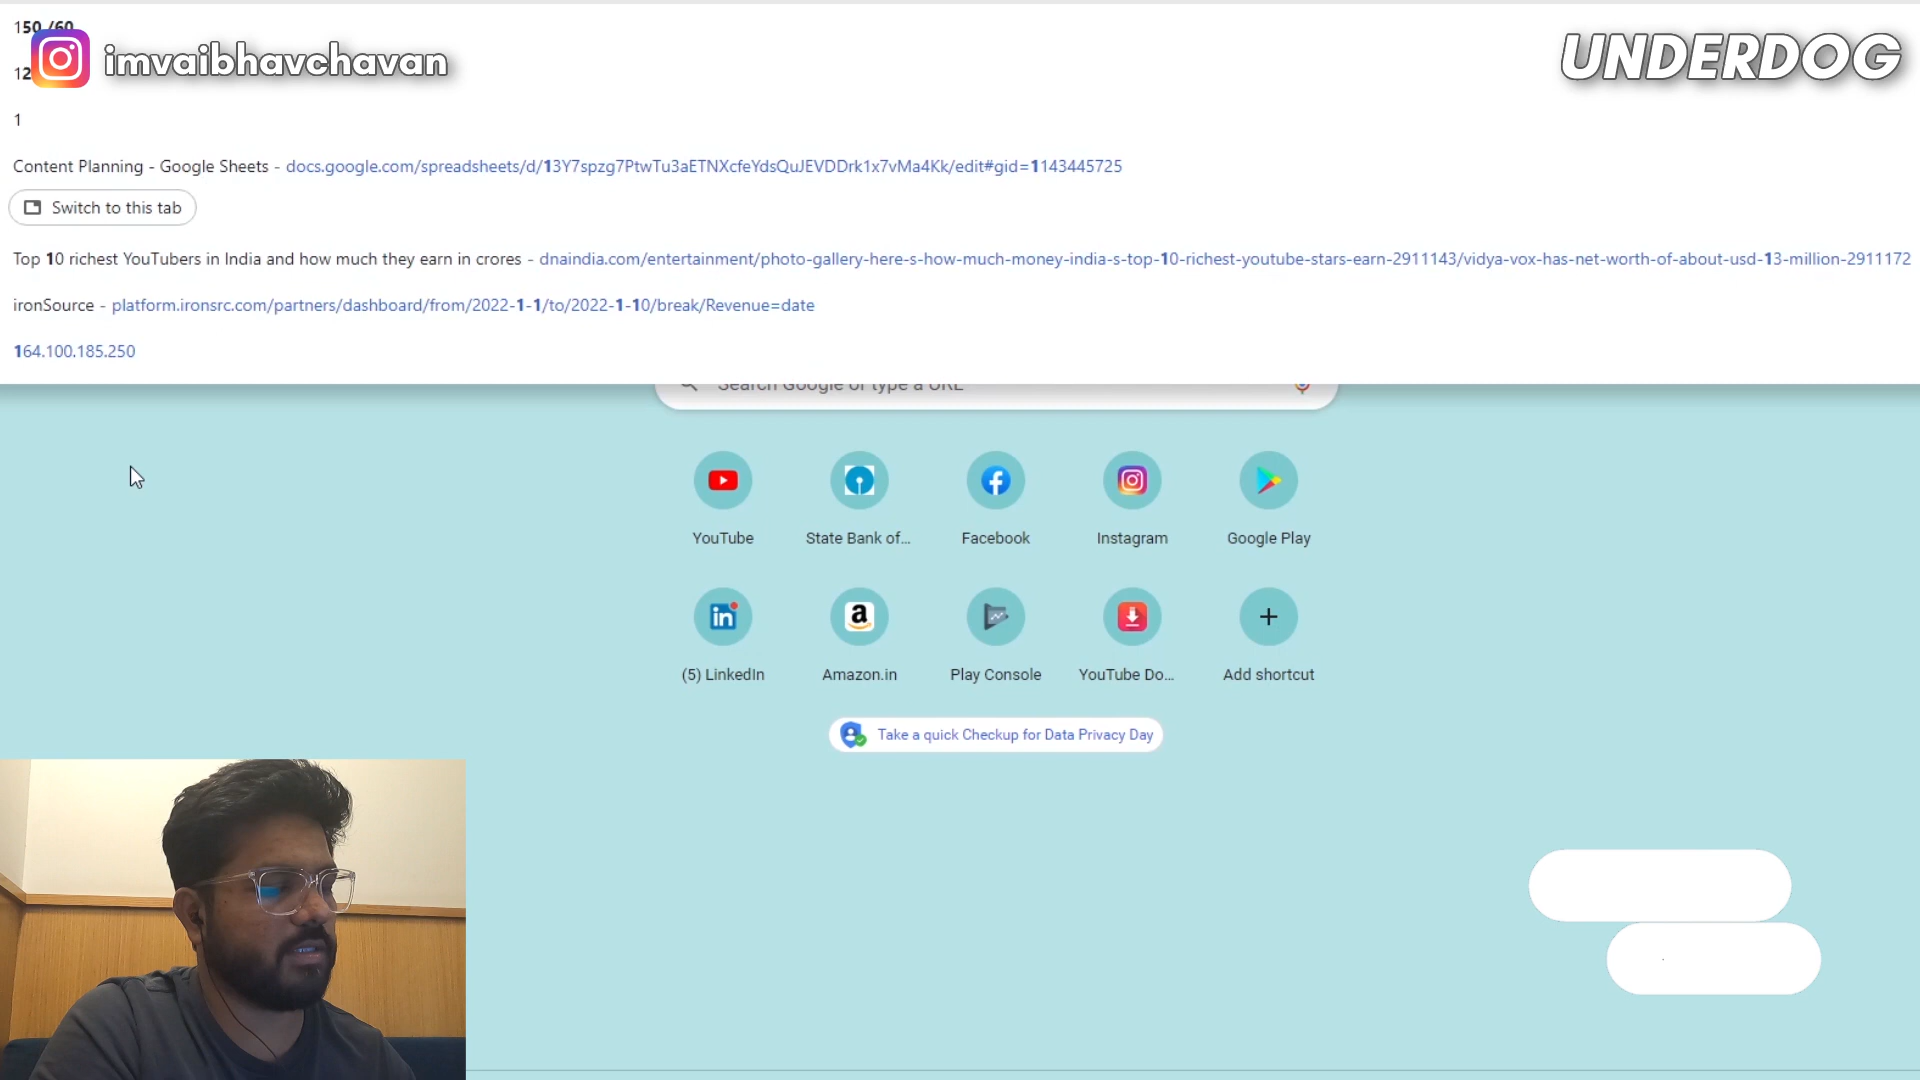 150 /60
imvaibhavchavan
UNDERDOG
12
1
Content Planning - Google Sheets - docs.google.com/spreadsheets/d/13Y7spzg7PtwTu3aETNXcfeYdsQuJEVDDrk1x7vMa4Kk/edit#gid=1143445725
Switch to this tab
Top 10 richest YouTubers in India and how much they earn in crores - dnaindia.com/entertainment/photo-gallery-here-s-how-much-money-india-s-top-10-richest-youtube-stars-earn-2911143/vidya-vox-has-net-worth-of-about-usd-13-million-2911172
ironSource - platform.ironsrc.com/partners/dashboard/from/2022-1-1/to/2022-1-10/break/Revenue=date
164.100.185.250
Search Google or type a URL
YouTube
State Bank of...
Facebook
Instagram
Google Play
(5) LinkedIn
Amazon.in
Play Console
YouTube Do...
Add shortcut
Take a quick Checkup for Data Privacy Day